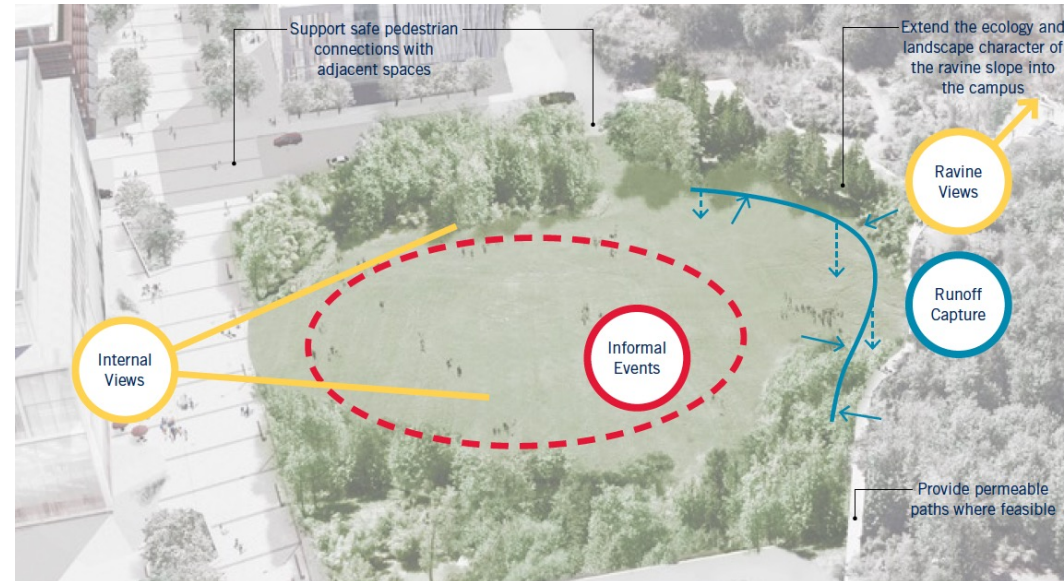 Support safe pedestrian
connections with
adjacent spaces
Extend the ecology and
landscape character of
the ravine slope into
the campus
Ravine
Views
Runoff
Capture
Informal
Events
Internal
Views
Provide permeable
paths where feasible